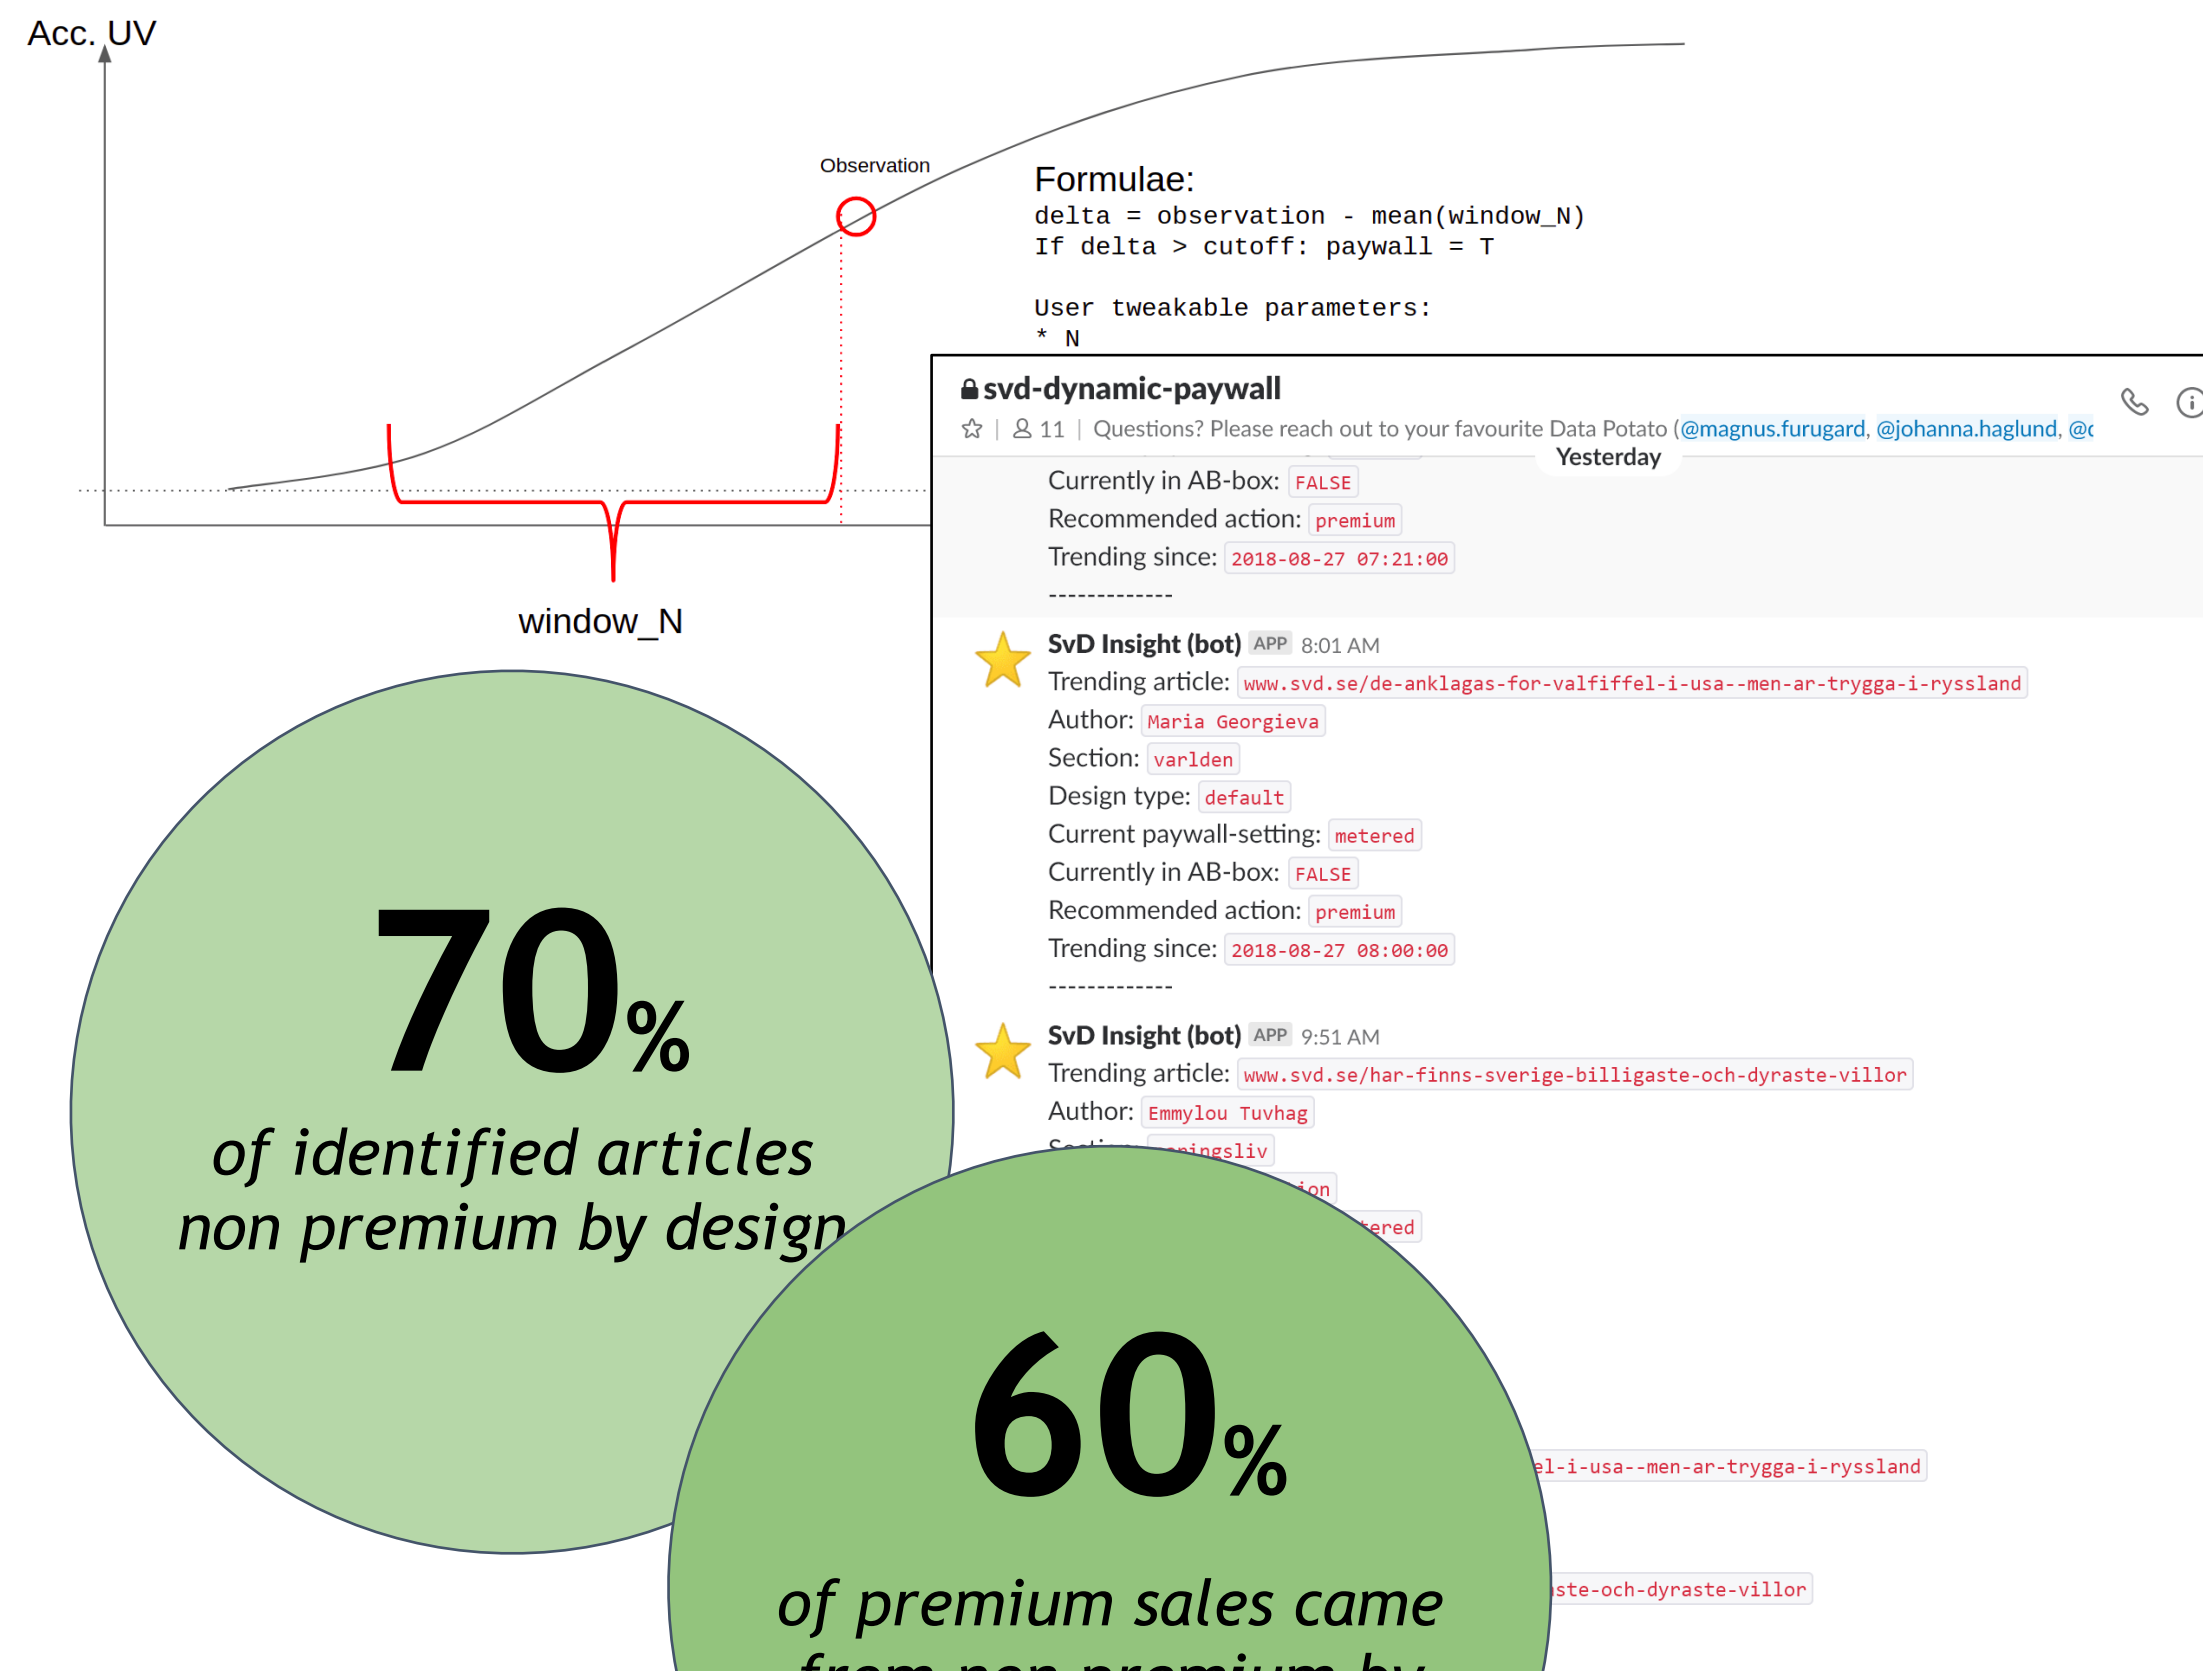 Acc. UV
Observation
Formulae:
delta = observation - mean(window_N)
If delta > cutoff: paywall = T
User tweakable parameters:
* N
window_N
svd-dynamic-paywall
11 | Questions? Please reach out to your favourite Data Potato (@magnus.furugard, @johanna.haglund,
Yesterday
Currently in AB-box: FALSE
Recommended action: premium
Trending since: 2018-08-27 07:21:00
-------------
SvD Insight (bot) APP 8:01 AM
Trending article: www.svd.se/de-anklagas-for-valfiffel-i-usa--men-ar-trygga-i-ryssland
Author: Maria Georgieva
Section: varlden
Design type: default
Current paywall-setting: metered
Currently in AB-box: FALSE
Recommended action: premium
Trending since: 2018-08-27 08:00:00
-------------
SvD Insight (bot) APP 9:51 AM
Trending article: www.svd.se/har-finns-sverige-billigaste-och-dyraste-villor
Author: Emmylou Tuvhag
70%
of identified articles
non premium by design
el-i-usa--men-ar-trygga-i-ryssland
ste-och-dyraste-villor
60%
of premium sales came
from non premium by